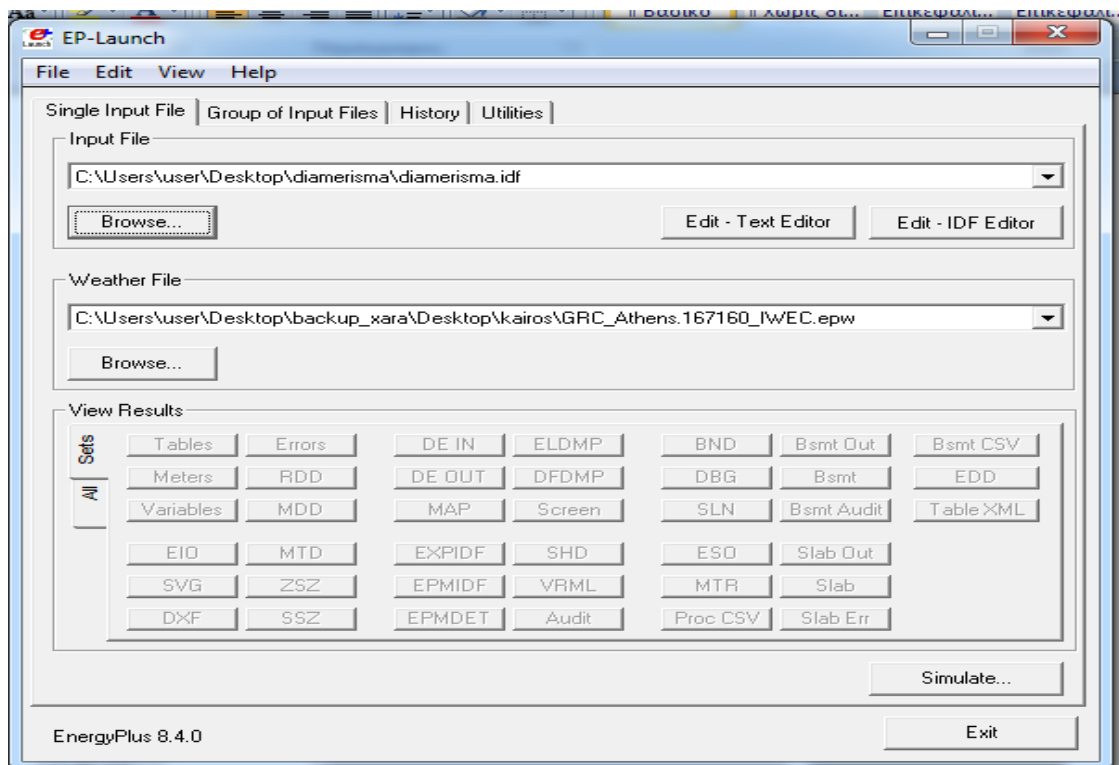 EP-Launch
File Edit View Help
Single Input File Group of Input Files History Utilities
Input File
C:\Users\user\Desktop\diamerisma\diamerisma.idf
Browse... Edit - Text Editor Edit - IDF Editor
Weather File
C:\Users\user\Desktop\backup_xara\Desktop\kairos\GRC_Athens.167160_IWEC.epw
Browse...
View Results
Sets
All
Tables Errors DE IN ELDMP BND Bsmt Out Bsmt CSV
Meters RDD DE OUT DFDMP DBG Bsmt EDD
Variables MDD MAP Screen SLN Bsmt Audit Table XML
EIO MTD EXPIDF SHD ESO Slab Out
SVG ZSZ EPMIDF VRML MTR Slab
DXF SSZ EPMDET Audit Proc CSV Slab Err
Simulate...
EnergyPlus 8.4.0 Exit